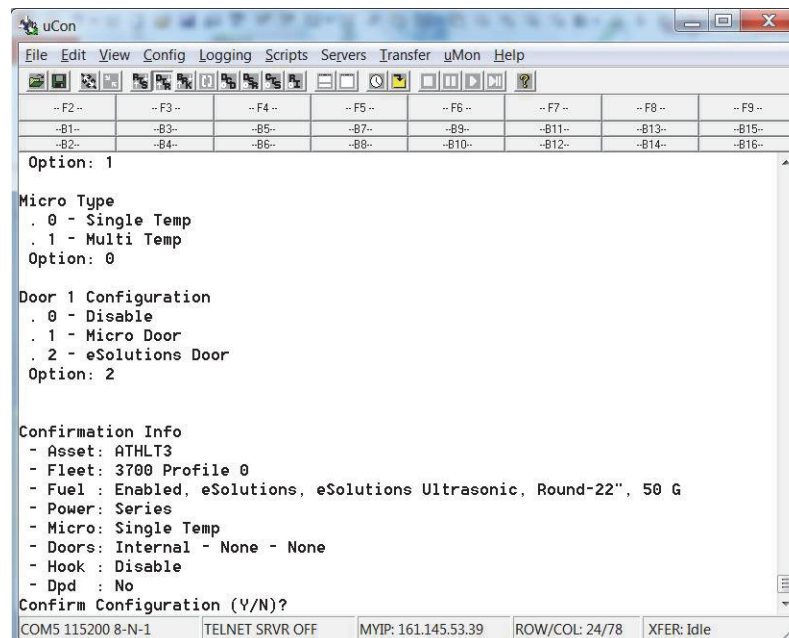 uCon
File Edit View Config Logging Scripts Servers Transfer uMon Help
-- F2 -- -- F3 -- -- F4 -- -- F5 -- -- F6 -- -- F7 -- -- F8 -- -- F9 --
--B1-- --B3-- --B5-- --B7-- --B9-- --B11-- --B13-- --B15--
--B2-- --B4-- --B6-- --B8-- --B10-- --B12-- --B14-- --B16--
Option: 1
Micro Type
. 0 - Single Temp
. 1 - Multi Temp
Option: 0
Door 1 Configuration
. 0 - Disable
. 1 - Micro Door
. 2 - eSolutions Door
Option: 2
Confirmation Info
- Asset: ATHLT3
- Fleet: 3700 Profile 0
- Fuel : Enabled, eSolutions, eSolutions Ultrasonic, Round-22", 50 G
- Power: Series
- Micro: Single Temp
- Doors: Internal - None - None
- Hook : Disable
- Dpd : No
Confirm Configuration (Y/N)?
COM5 115200 8-N-1 TELNET SRVR OFF MYIP: 161.145.53.39 ROW/COL: 24/78 XFER: Idle